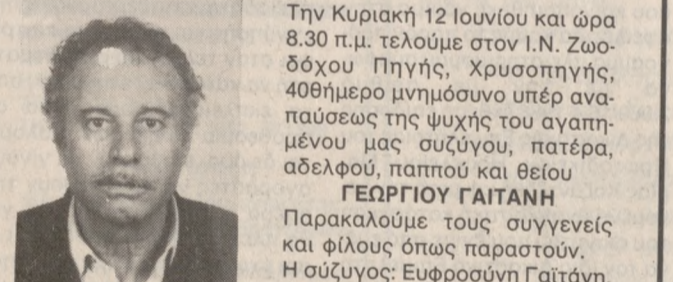 Την Κυριακή 12 Ιουνίου και ώρα
8.30 π.μ. τελούμε στον Ι.Ν. Ζωο-
δόχου Πηγής, Χρυσοπηγής,
40θήμερο μνημόσυνο υπέρ ανα-
παύσεως της ψυχής του αγαπη-
μένου μας συζύγου, πατέρα,
αδελφού, παππού και θείου
ΓΕΩΡΓΙΟΥ ΓΑΙΤΑΝΗ
Παρακαλούμε τους συγγενείς
και φίλους όπως παραστούν.
Η σύζυγος: Ευφροσύνη Γαϊτάνη.